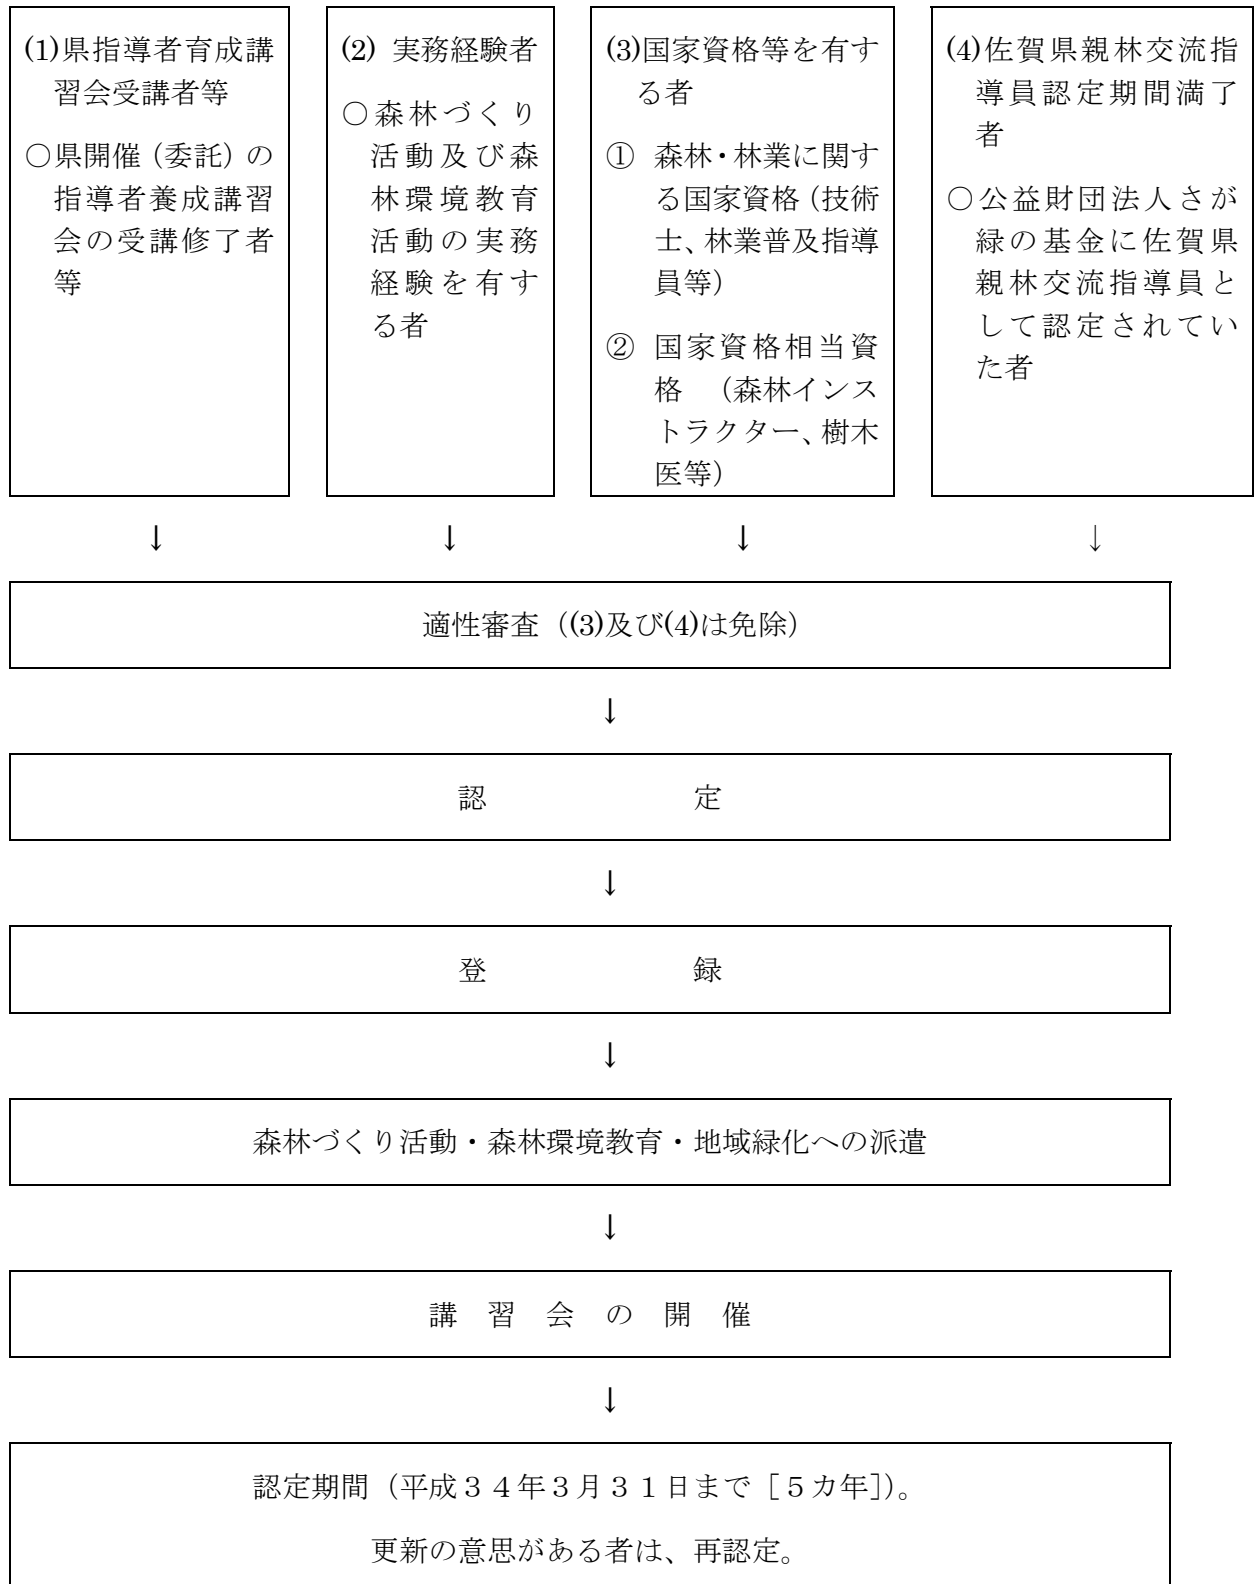 (1)県指導者育成講
習会受講者等
○県開催（委託）の
指導者養成講習
会の受講修了者
等
(2) 実務経験者
○森林づくり
活動及び森
林環境教育
活動の実務
経験を有す
る者
(3)国家資格等を有す
る者
① 森林・林業に関す
る国家資格（技術
士、林業普及指導
員等）
② 国家資格相当資
格　（森林インス
トラクター、樹木
医等）
(4)佐賀県親林交流指
導員認定期間満了
者
○公益財団法人さが
緑の基金に佐賀県
親林交流指導員と
して認定されてい
た者
↓ ↓ ↓ ↓
適性審査（(3)及び(4)は免除）
↓
認　　　　　　　定
↓
登　　　　　　　録
↓
森林づくり活動・森林環境教育・地域緑化への派遣
↓
講　習　会　の　開　催
↓
認定期間（平成３４年３月３１日まで［５カ年］）。
更新の意思がある者は、再認定。